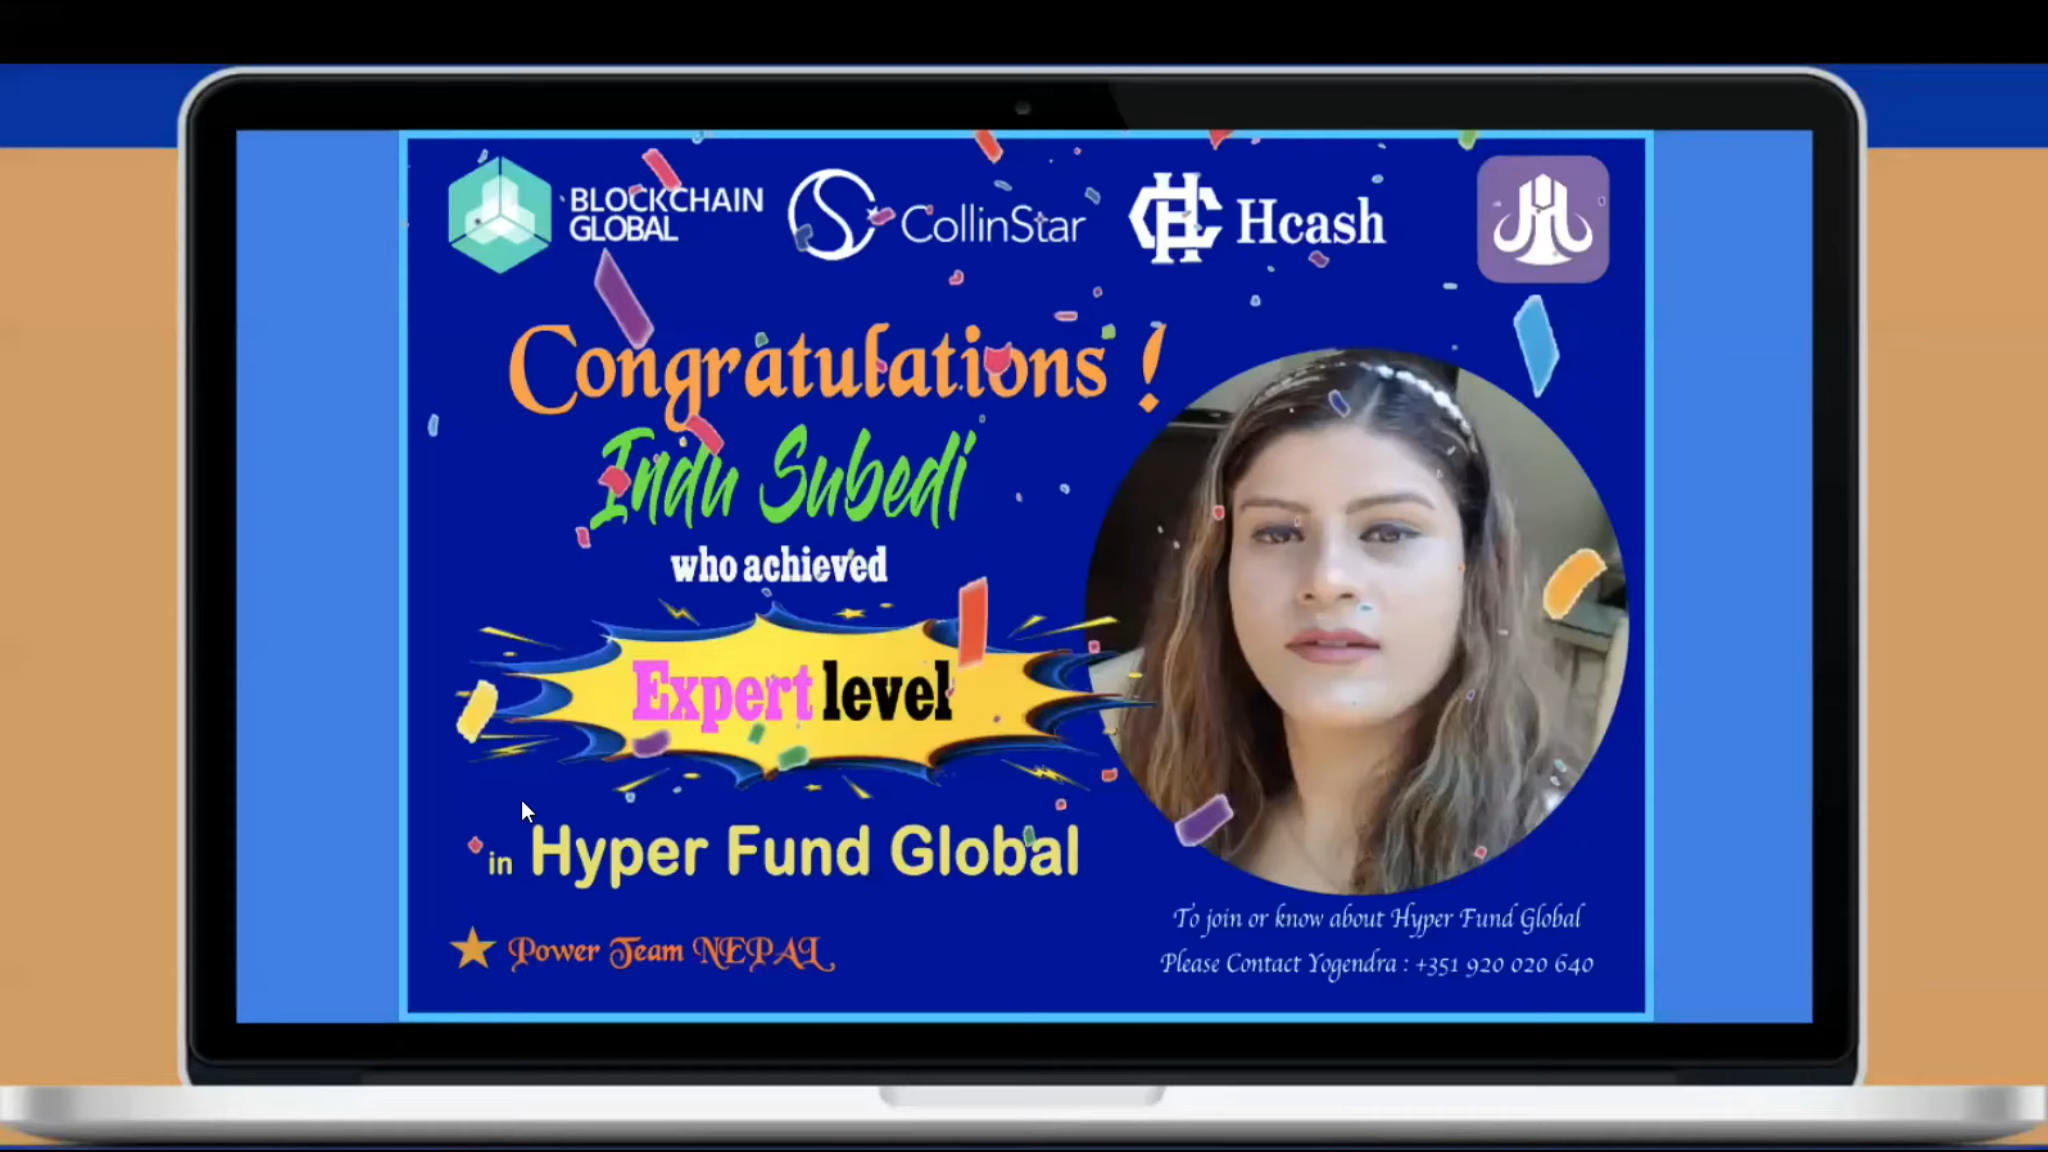 BLOCKCHAIN
GLOBAL
CollinStar
Hcash
Congratulations !
Indu Subedi
who achieved
Expert level
in Hyper Fund Global
Power Team NEPAL
To join or know about Hyper Fund Global
Please Contact Yogendra : +351 920 020 640